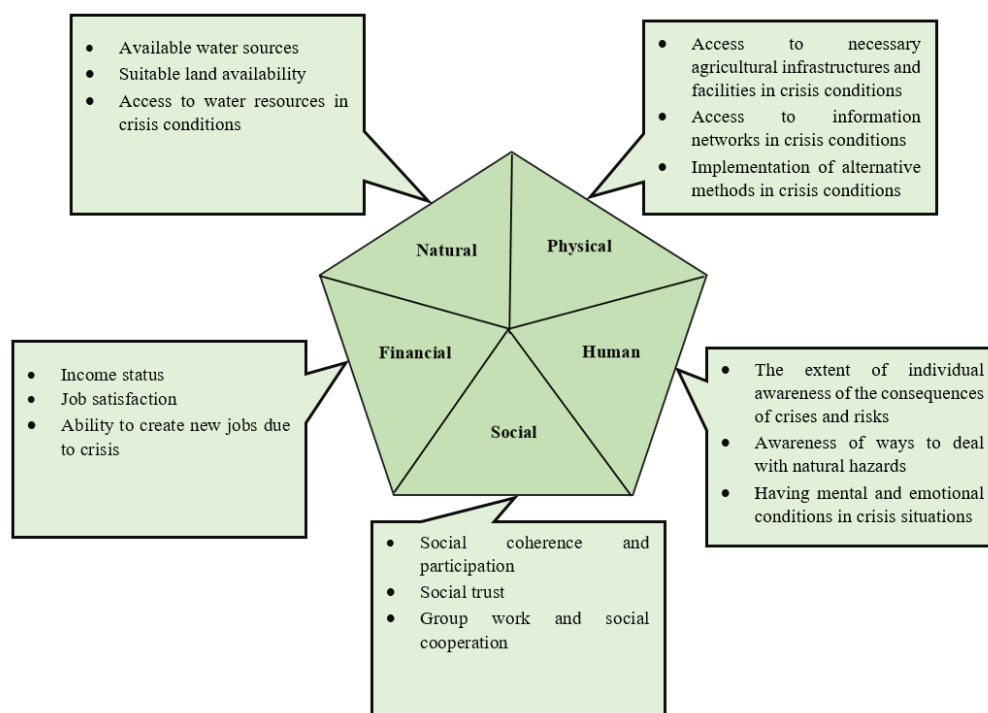 • Available water sources
• Suitable land availability
• Access to water resources in
crisis conditions
• Access to necessary
agricultural infrastructures and
facilities in crisis conditions
• Access to information
networks in crisis conditions
• Implementation of alternative
methods in crisis conditions
Natural
Physical
Financial
Human
Social
• Income status
• Job satisfaction
• Ability to create new jobs due
to crisis
• The extent of individual
awareness of the consequences
of crises and risks
• Awareness of ways to deal
with natural hazards
• Having mental and emotional
conditions in crisis situations
• Social coherence and
participation
• Social trust
• Group work and social
cooperation